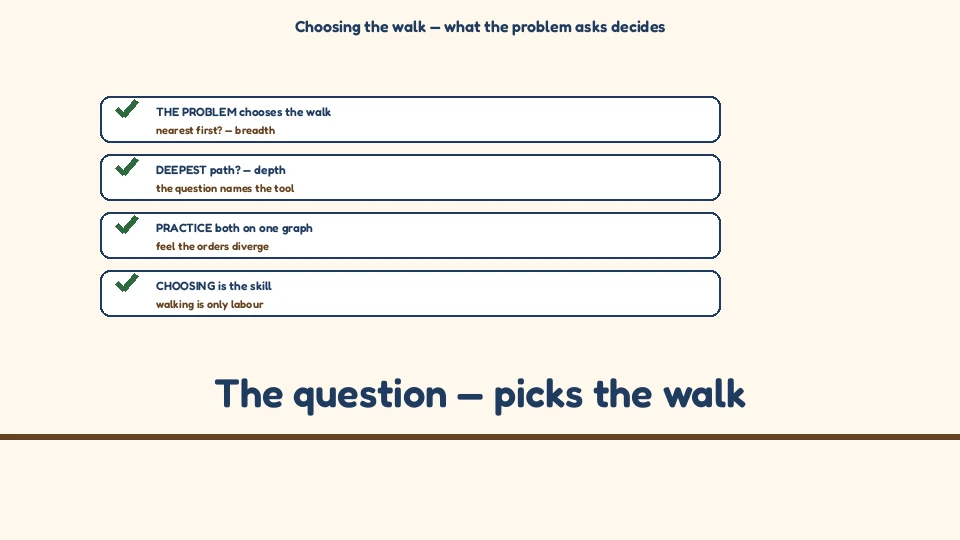 Choosing the walk — what the problem asks decides
THE PROBLEM chooses the walk
nearest first? — breadth
DEEPEST path? — depth
the question names the tool
PRACTICE both on one graph
feel the orders diverge
CHOOSING is the skill
walking is only labour
The question — picks the walk